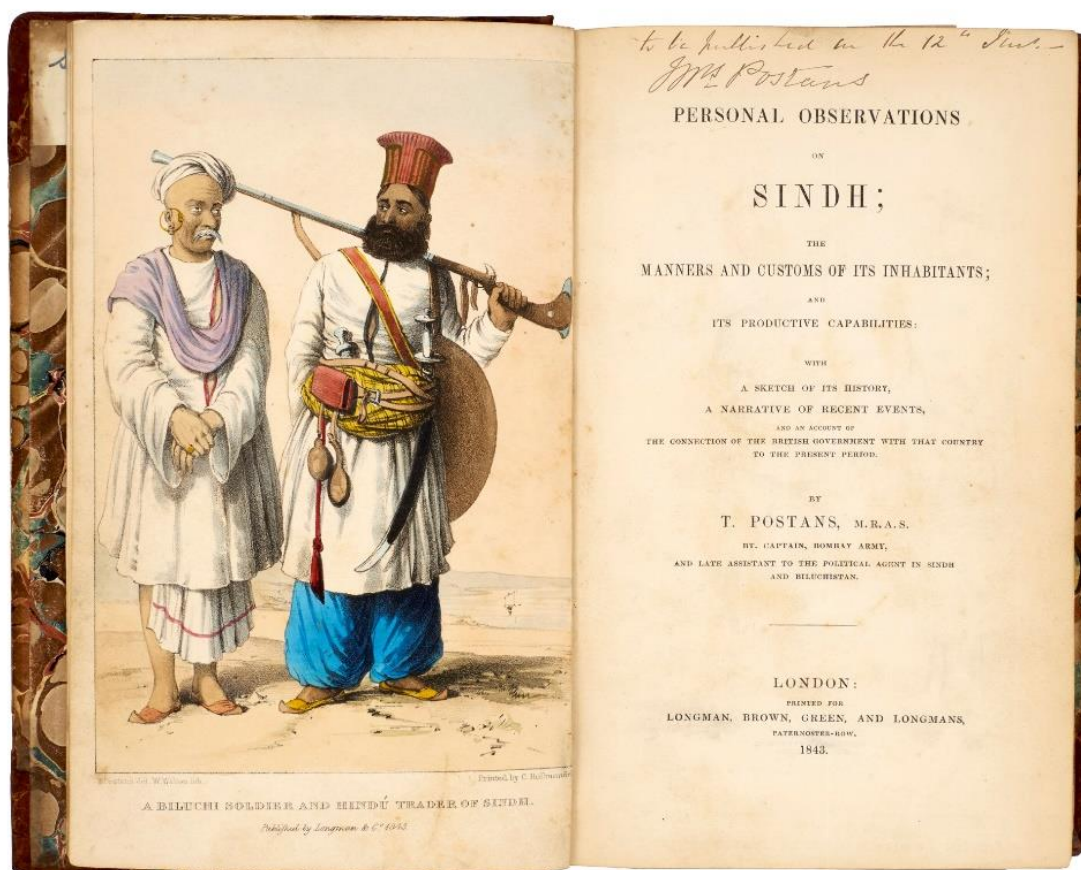 A BILUCHI SOLDIER AND HINDÚ TRADER OF SINDH.
Published by Longman & Co 1843
to be published on the 12th
Mrs Postans
PERSONAL OBSERVATIONS
ON
SINDH;
THE
MANNERS AND CUSTOMS OF ITS INHABITANTS;
AND
ITS PRODUCTIVE CAPABILITIES:
WITH
A SKETCH OF ITS HISTORY,
A NARRATIVE OF RECENT EVENTS,
AND AN ACCOUNT OF
THE CONNECTION OF THE BRITISH GOVERNMENT WITH THAT COUNTRY
TO THE PRESENT PERIOD.
BY
T. POSTANS, M.R.A.S.
BT. CAPTAIN, BOMBAY ARMY,
AND LATE ASSISTANT TO THE POLITICAL AGENT IN SINDH
AND BILUCHISTAN.
LONDON:
PRINTED FOR
LONGMAN, BROWN, GREEN, AND LONGMANS,
PATERNOSTER-ROW.
1843.